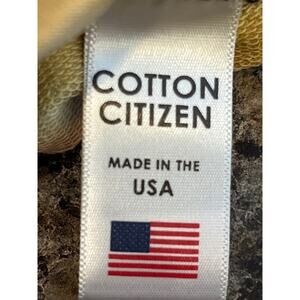 COTTON
CITIZEN
MADE IN THE
USA